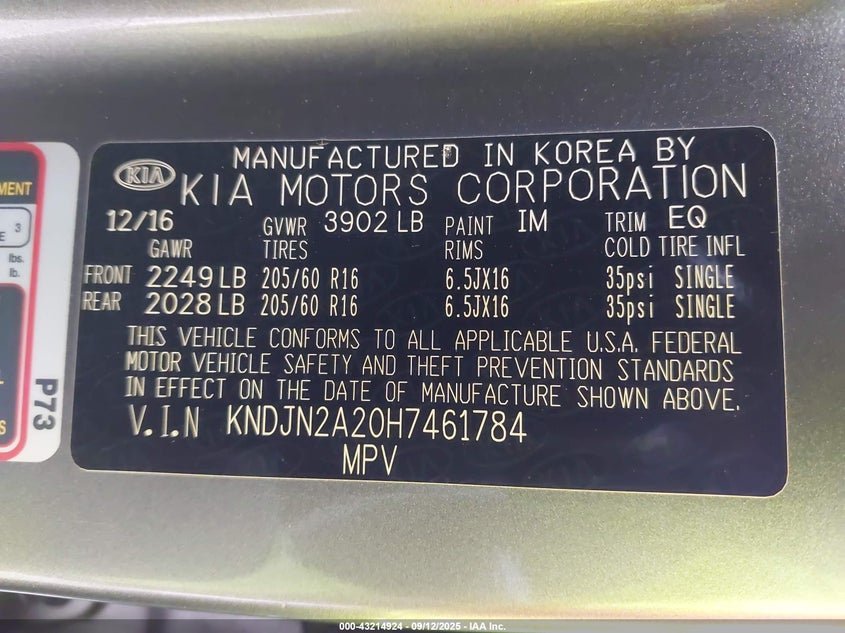 MANUFACTURED IN KOREA BY
KIA KIA MOTORS CORPORATION
12/16 GVWR 3902 LB PAINT IM TRIM EQ
GAWR TIRES RIMS COLD TIRE INFL
FRONT 2249 LB 205/60 R16 6.5JX16 35psi SINGLE
REAR 2028 LB 205/60 R16 6.5JX16 35psi SINGLE
THIS VEHICLE CONFORMS TO ALL APPLICABLE U.S.A. FEDERAL
MOTOR VEHICLE SAFETY AND THEFT PREVENTION STANDARDS
IN EFFECT ON THE DATE OF MANUFACTURE SHOWN ABOVE.
V.I.N KNDJN2A20H7461784
MPV
MENT
3
E
lbs.
lb.
L
S
P73
000-43214924 - 09/12/2025 - IAA Inc.